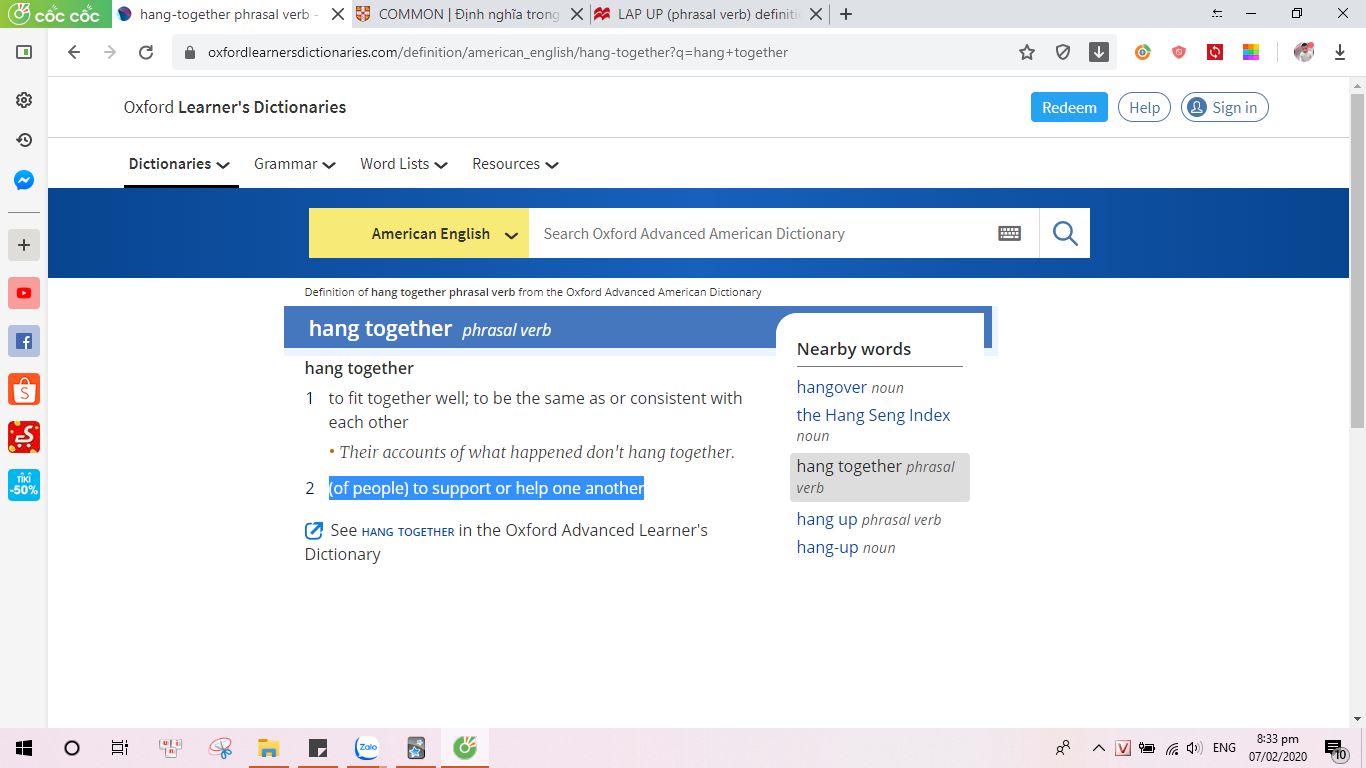 cốc cốc
hang-together phrasal verb -
COMMON | Định nghĩa trong
LAP UP (phrasal verb) definiti
oxfordlearnersdictionaries.com/definition/american_english/hang-together?q=hang+together
Oxford Learner's Dictionaries
Redeem
Help
Sign in
Dictionaries
Grammar
Word Lists
Resources
American English
Search Oxford Advanced American Dictionary
Definition of hang together phrasal verb from the Oxford Advanced American Dictionary
hang together phrasal verb
hang together
1 to fit together well; to be the same as or consistent with
each other
• Their accounts of what happened don't hang together.
2 (of people) to support or help one another
See HANG TOGETHER in the Oxford Advanced Learner's
Dictionary
Nearby words
hangover noun
the Hang Seng Index
noun
hang together phrasal
verb
hang up phrasal verb
hang-up noun
S
TIKI
-50%
Zalo
V
ENG
8:33 pm
07/02/2020
10